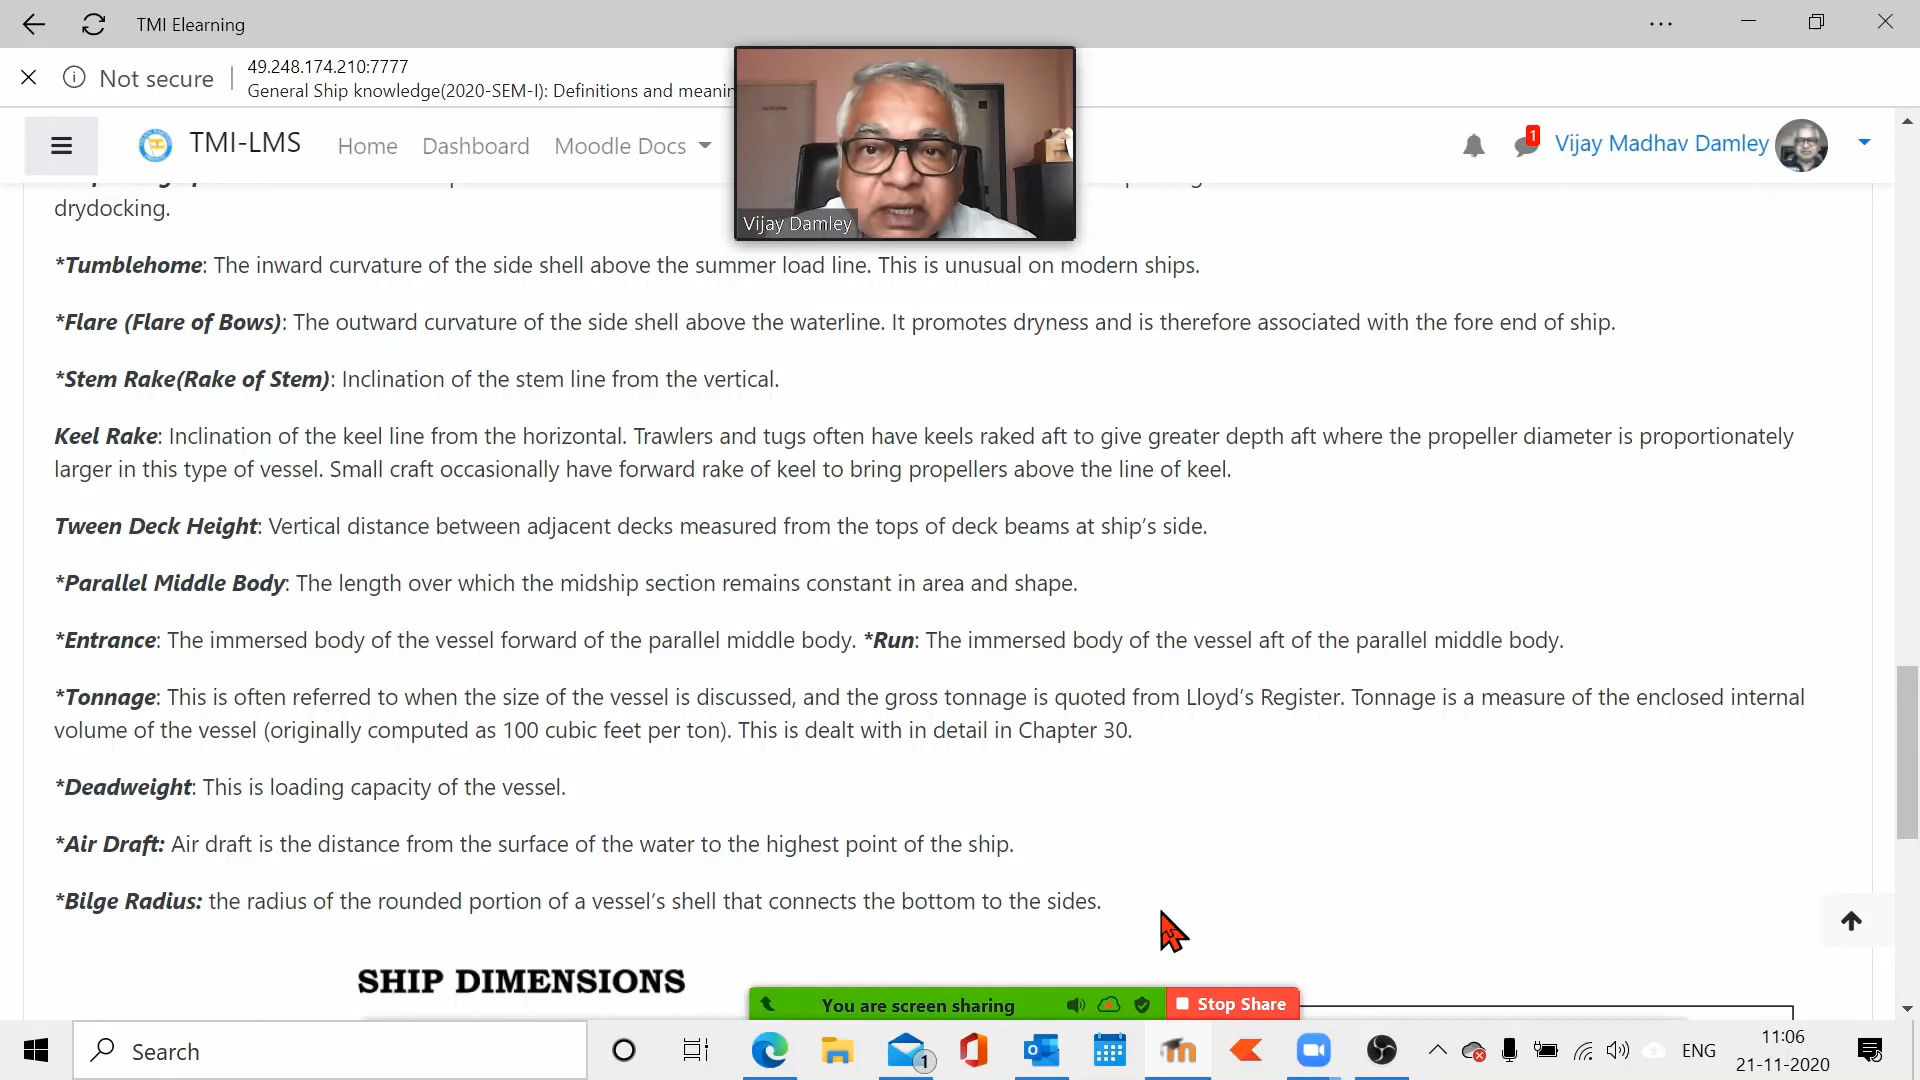 TMI Elearning
Not secure
49.248.174.210:7777
General Ship knowledge(2020-SEM-I): Definitions and meanin
TMI-LMS Home Dashboard Moodle Docs
1 Vijay Madhav Damley
Vijay Damley
drydocking.
*Tumblehome: The inward curvature of the side shell above the summer load line. This is unusual on modern ships.
*Flare (Flare of Bows): The outward curvature of the side shell above the waterline. It promotes dryness and is therefore associated with the fore end of ship.
*Stem Rake(Rake of Stem): Inclination of the stem line from the vertical.
Keel Rake: Inclination of the keel line from the horizontal. Trawlers and tugs often have keels raked aft to give greater depth aft where the propeller diameter is proportionately
larger in this type of vessel. Small craft occasionally have forward rake of keel to bring propellers above the line of keel.
Tween Deck Height: Vertical distance between adjacent decks measured from the tops of deck beams at ship's side.
*Parallel Middle Body: The length over which the midship section remains constant in area and shape.
*Entrance: The immersed body of the vessel forward of the parallel middle body. *Run: The immersed body of the vessel aft of the parallel middle body.
*Tonnage: This is often referred to when the size of the vessel is discussed, and the gross tonnage is quoted from Lloyd's Register. Tonnage is a measure of the enclosed internal
volume of the vessel (originally computed as 100 cubic feet per ton). This is dealt with in detail in Chapter 30.
*Deadweight: This is loading capacity of the vessel.
*Air Draft: Air draft is the distance from the surface of the water to the highest point of the ship.
*Bilge Radius: the radius of the rounded portion of a vessel's shell that connects the bottom to the sides.
SHIP DIMENSIONS
You are screen sharing Stop Share
Search
1
ENG
11:06
21-11-2020